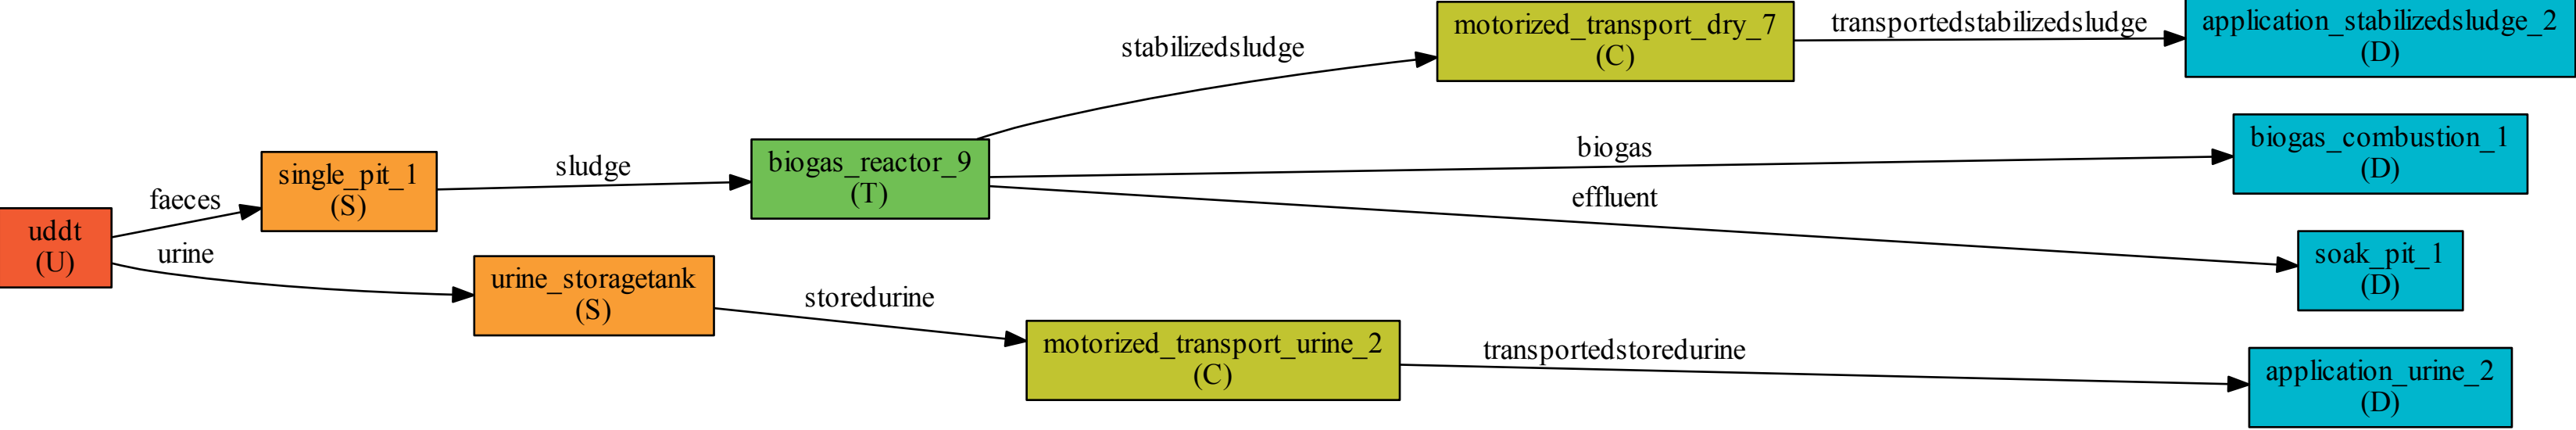 uddt
(U)
faeces
urine
single_pit_1
(S)
urine_storagetank
(S)
sludge
storedurine
biogas_reactor_9
(T)
motorized_transport_urine_2
(C)
stabilizedsludge
biogas
effluent
transportedstoredurine
motorized_transport_dry_7
(C)
transportedstabilizedsludge
application_stabilizedsludge_2
(D)
biogas_combustion_1
(D)
soak_pit_1
(D)
application_urine_2
(D)